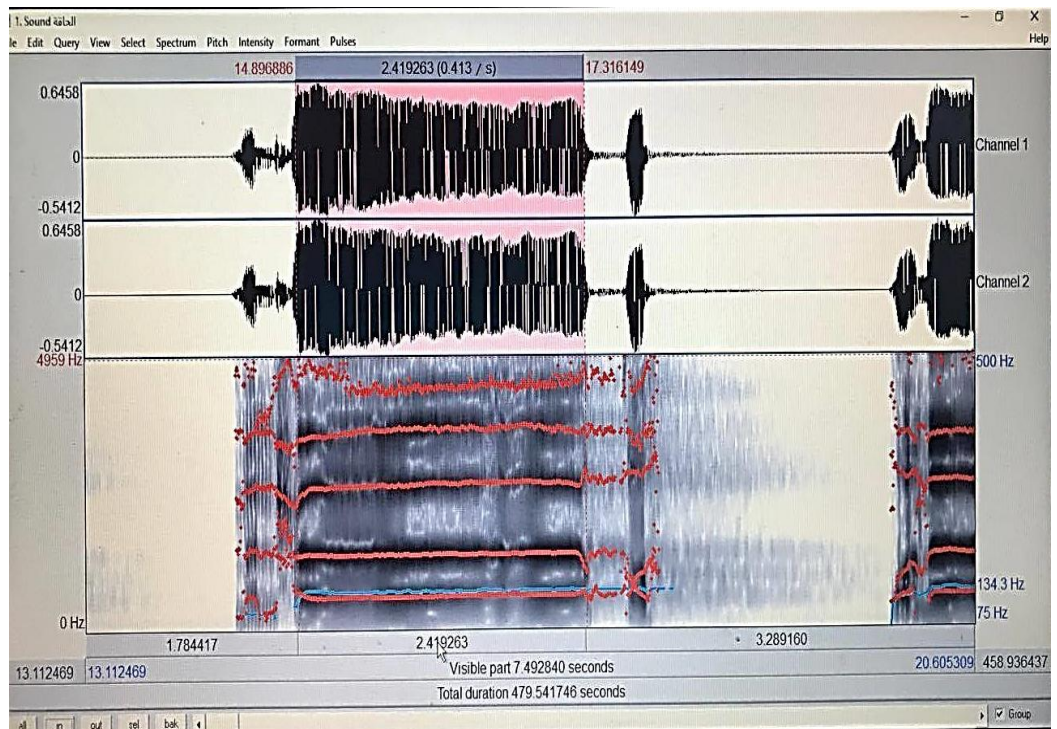 1. Sound الحاقة
le Edit Query View Select Spectrum Pitch Intensity Formant Pulses
Help
14.896886 2.419263 (0.413 / s) 17.316149
0.6458
0
-0.5412
Channel 1
0.6458
0
-0.5412
Channel 2
4959 Hz
500 Hz
134.3 Hz
75 Hz
0 Hz
1.784417 2.419263 3.289160
13.112469 13.112469 Visible part 7.492840 seconds 20.605309 458.936437
Total duration 479.541746 seconds
all in out sel bak Group